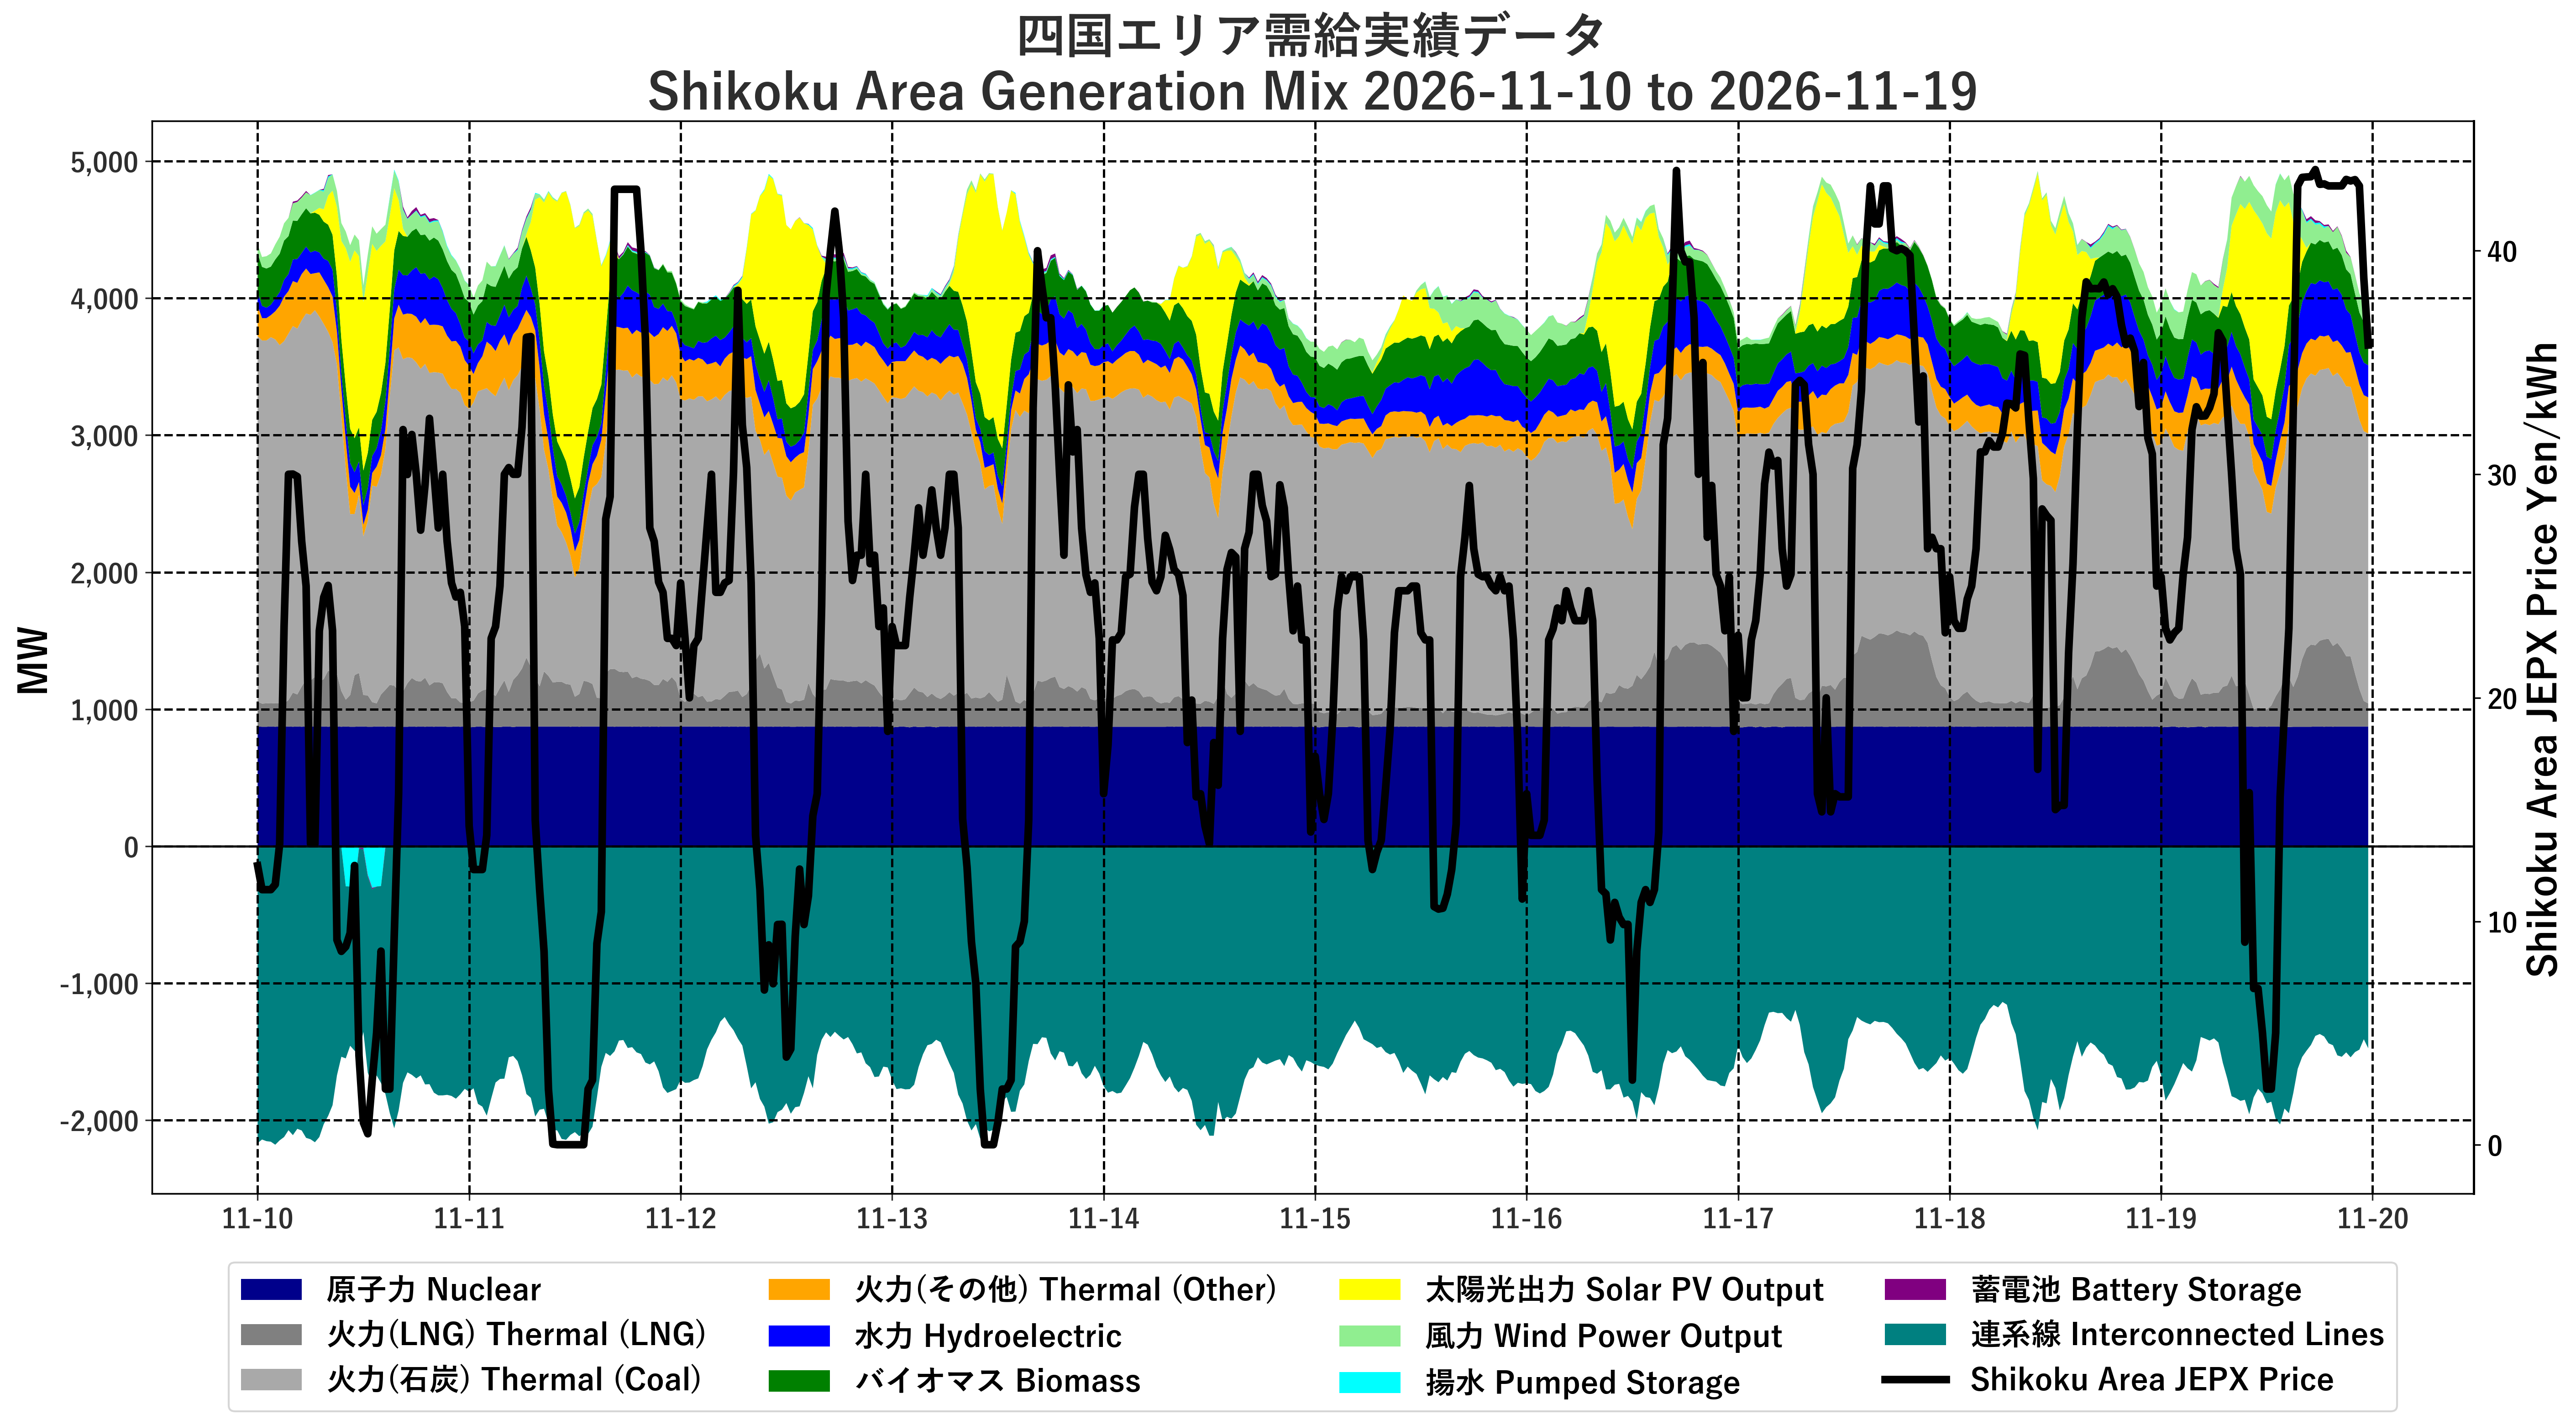 四国エリア需給実績データ
Shikoku Area Generation Mix 2026-11-10 to 2026-11-19
5,000
4,000
3,000
2,000
1,000
0
-1,000
-2,000
MW
40
30
20
10
0
Shikoku Area JEPX Price Yen/kWh
11-10 11-11 11-12 11-13 11-14 11-15 11-16 11-17 11-18 11-19 11-20
原子力 Nuclear
火力(LNG) Thermal (LNG)
火力(石炭) Thermal (Coal)
火力(その他) Thermal (Other)
水力 Hydroelectric
バイオマス Biomass
太陽光出力 Solar PV Output
風力 Wind Power Output
揚水 Pumped Storage
蓄電池 Battery Storage
連系線 Interconnected Lines
Shikoku Area JEPX Price